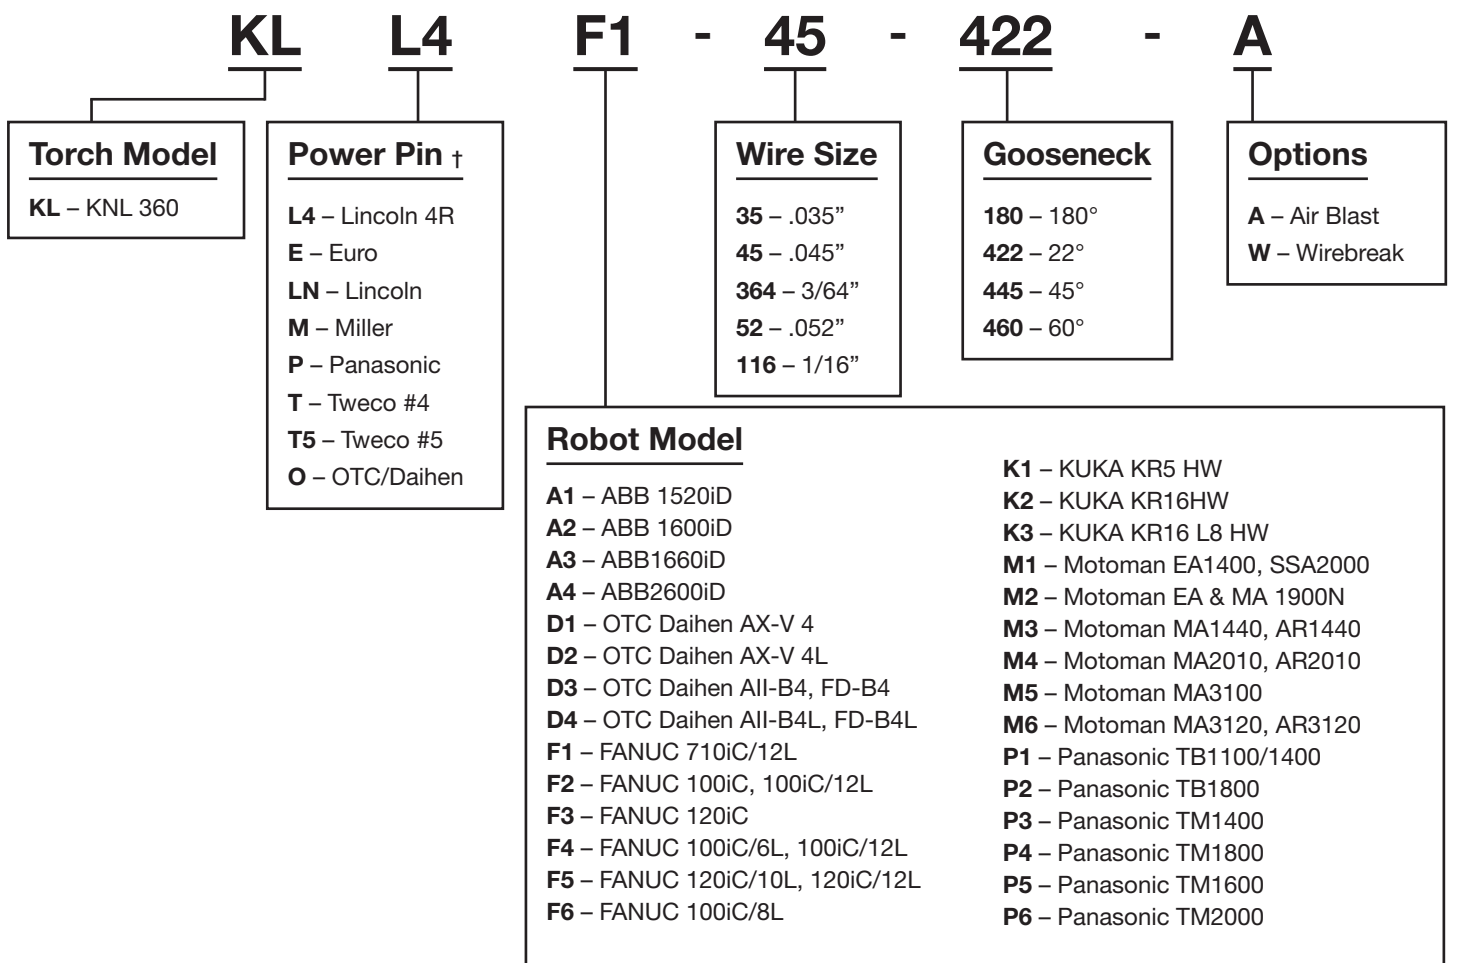 KL L4 F1 - 45 - 422 - A
Torch Model
KL – KNL 360
Power Pin †
L4 – Lincoln 4R
E – Euro
LN – Lincoln
M – Miller
P – Panasonic
T – Tweco #4
T5 – Tweco #5
O – OTC/Daihen
Wire Size
35 – .035”
45 – .045”
364 – 3/64”
52 – .052”
116 – 1/16”
Gooseneck
180 – 180°
422 – 22°
445 – 45°
460 – 60°
Options
A – Air Blast
W – Wirebreak
Robot Model
A1 – ABB 1520iD
A2 – ABB 1600iD
A3 – ABB1660iD
A4 – ABB2600iD
D1 – OTC Daihen AX-V 4
D2 – OTC Daihen AX-V 4L
D3 – OTC Daihen AII-B4, FD-B4
D4 – OTC Daihen AII-B4L, FD-B4L
F1 – FANUC 710iC/12L
F2 – FANUC 100iC, 100iC/12L
F3 – FANUC 120iC
F4 – FANUC 100iC/6L, 100iC/12L
F5 – FANUC 120iC/10L, 120iC/12L
F6 – FANUC 100iC/8L
K1 – KUKA KR5 HW
K2 – KUKA KR16HW
K3 – KUKA KR16 L8 HW
M1 – Motoman EA1400, SSA2000
M2 – Motoman EA & MA 1900N
M3 – Motoman MA1440, AR1440
M4 – Motoman MA2010, AR2010
M5 – Motoman MA3100
M6 – Motoman MA3120, AR3120
P1 – Panasonic TB1100/1400
P2 – Panasonic TB1800
P3 – Panasonic TM1400
P4 – Panasonic TM1800
P5 – Panasonic TM1600
P6 – Panasonic TM2000